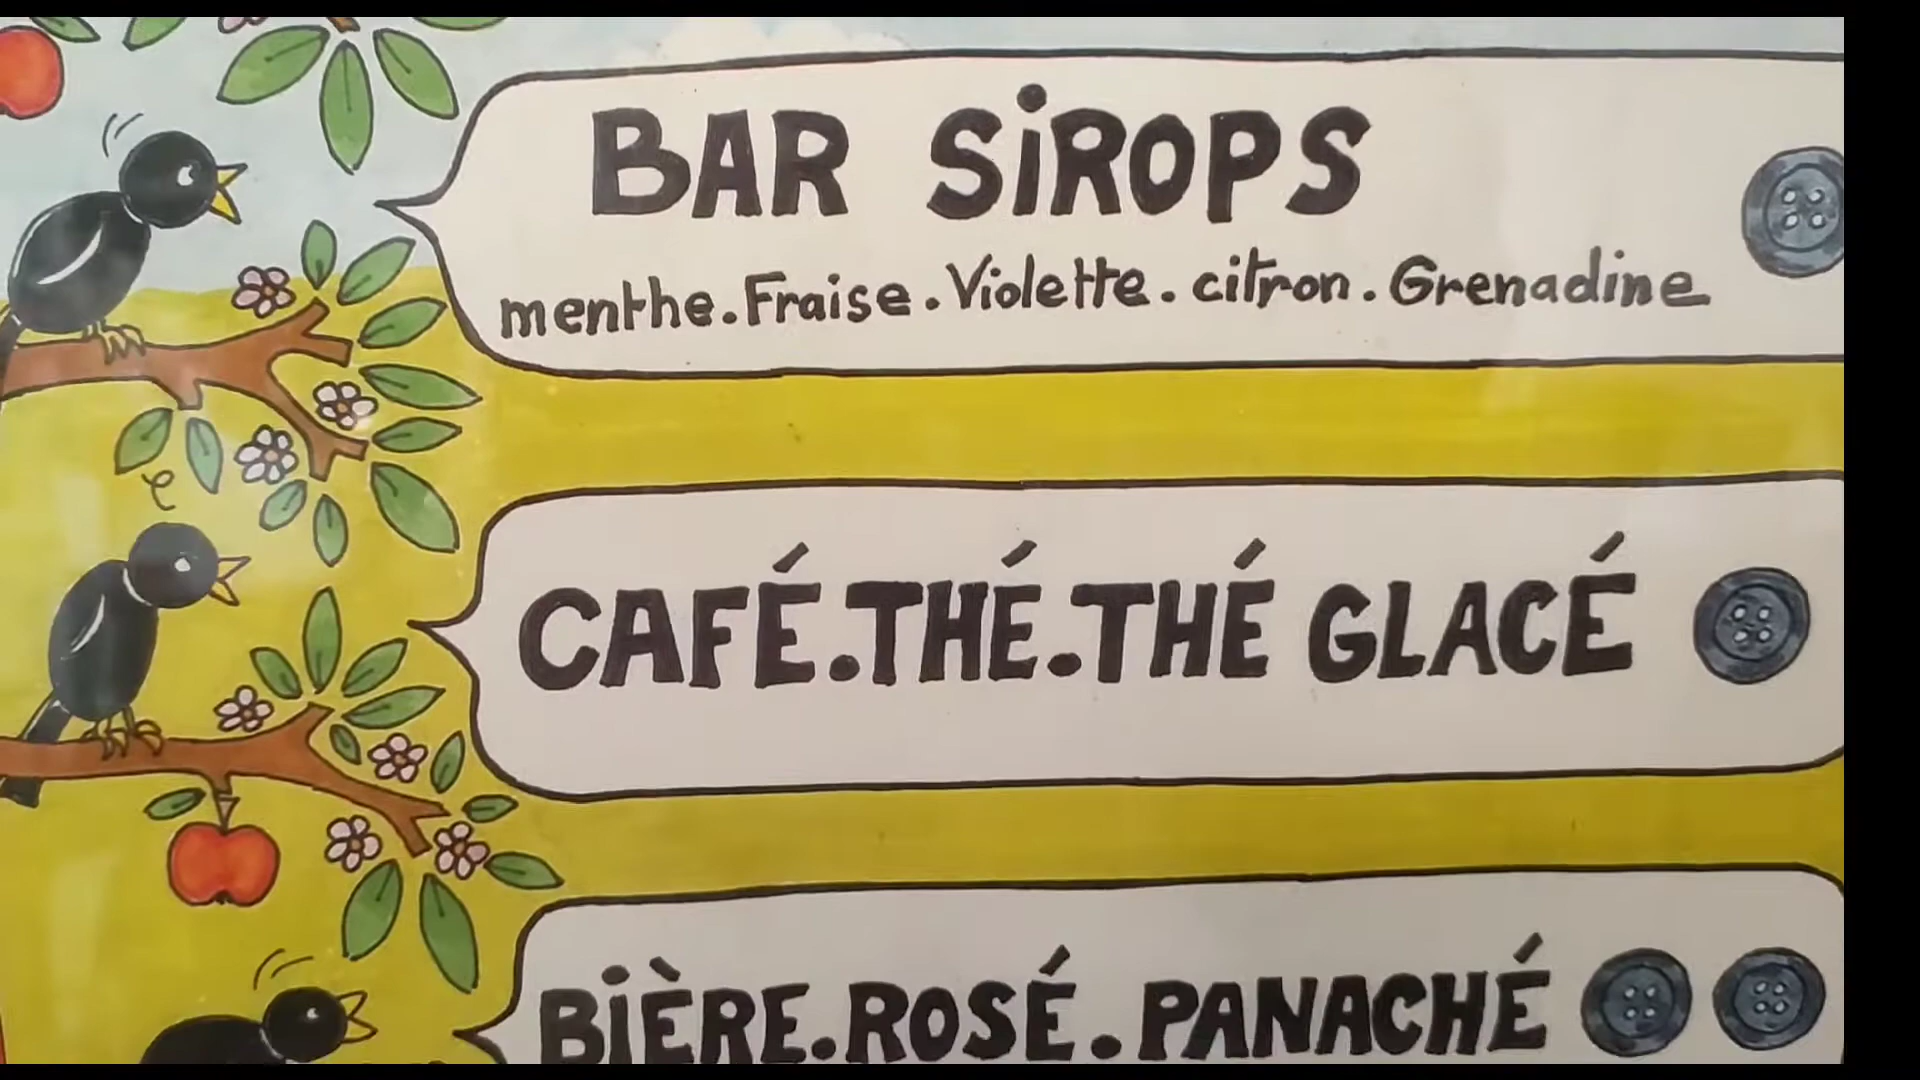 BAR SiROPS
menthe.Fraise.Violette.citron.Grenadine
CAFÉ.THÉ.THÉ GLACÉ
BiÈRE.ROSÉ.PANACHÉ